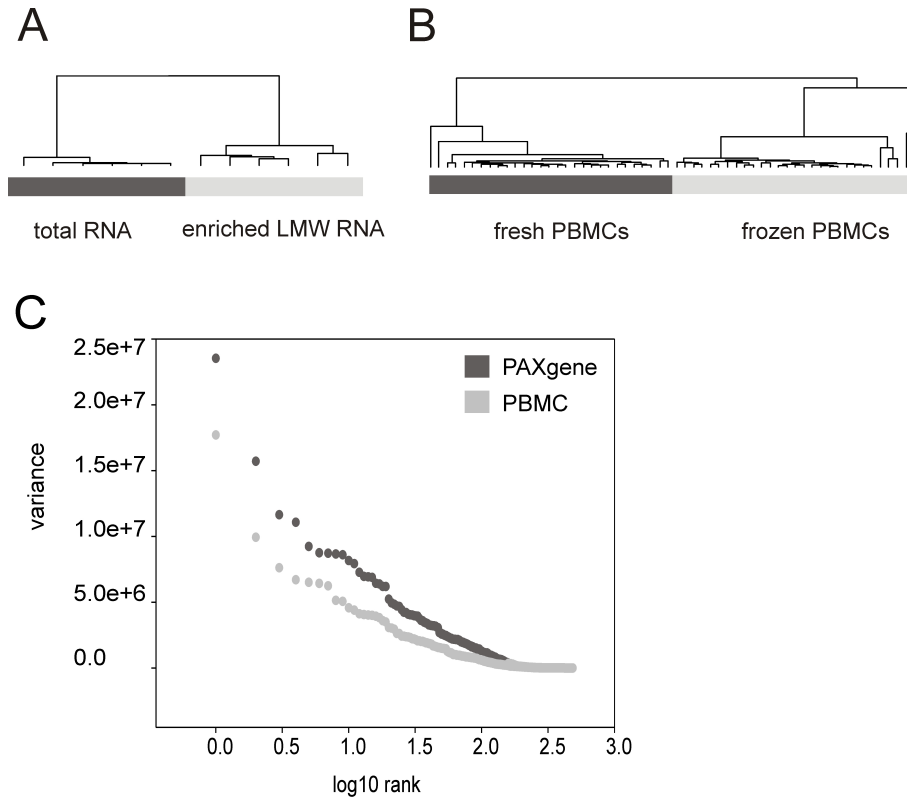 A
B
total RNA
enriched LMW RNA
fresh PBMCs
frozen PBMCs
C
2.5e+7
2.0e+7
1.5e+7
1.0e+7
5.0e+6
0.0
variance
PAXgene
PBMC
0.0 0.5 1.0 1.5 2.0 2.5 3.0
log10 rank